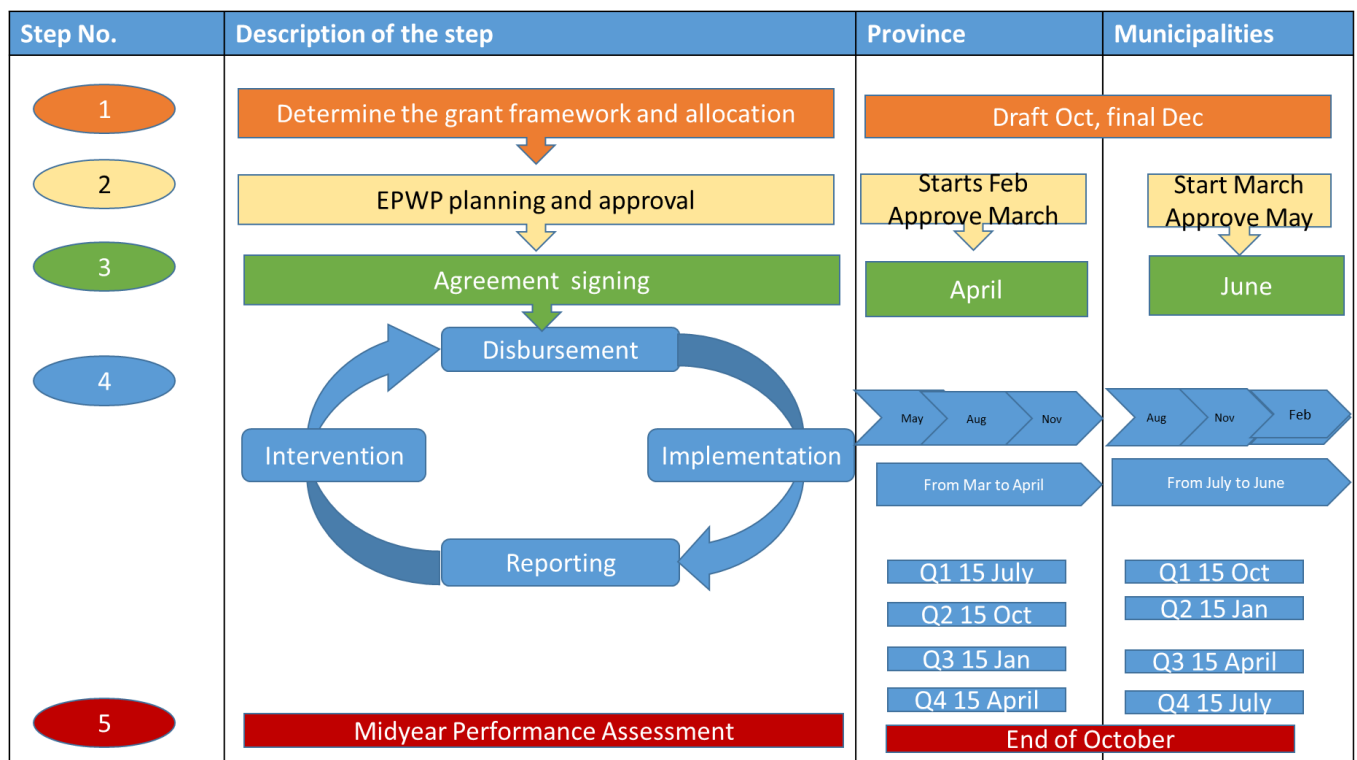 Step No.
Description of the step
Province
Municipalities
1
Determine the grant framework and allocation
Draft Oct, final Dec
2
EPWP planning and approval
Starts Feb
Approve March
Start March
Approve May
3
Agreement signing
April
June
4
Disbursement
Intervention
Implementation
Reporting
May
Aug
Nov
Aug
Nov
Feb
From Mar to April
From July to June
Q1 15 July
Q1 15 Oct
Q2 15 Oct
Q2 15 Jan
Q3 15 Jan
Q3 15 April
Q4 15 April
Q4 15 July
5
Midyear Performance Assessment
End of October